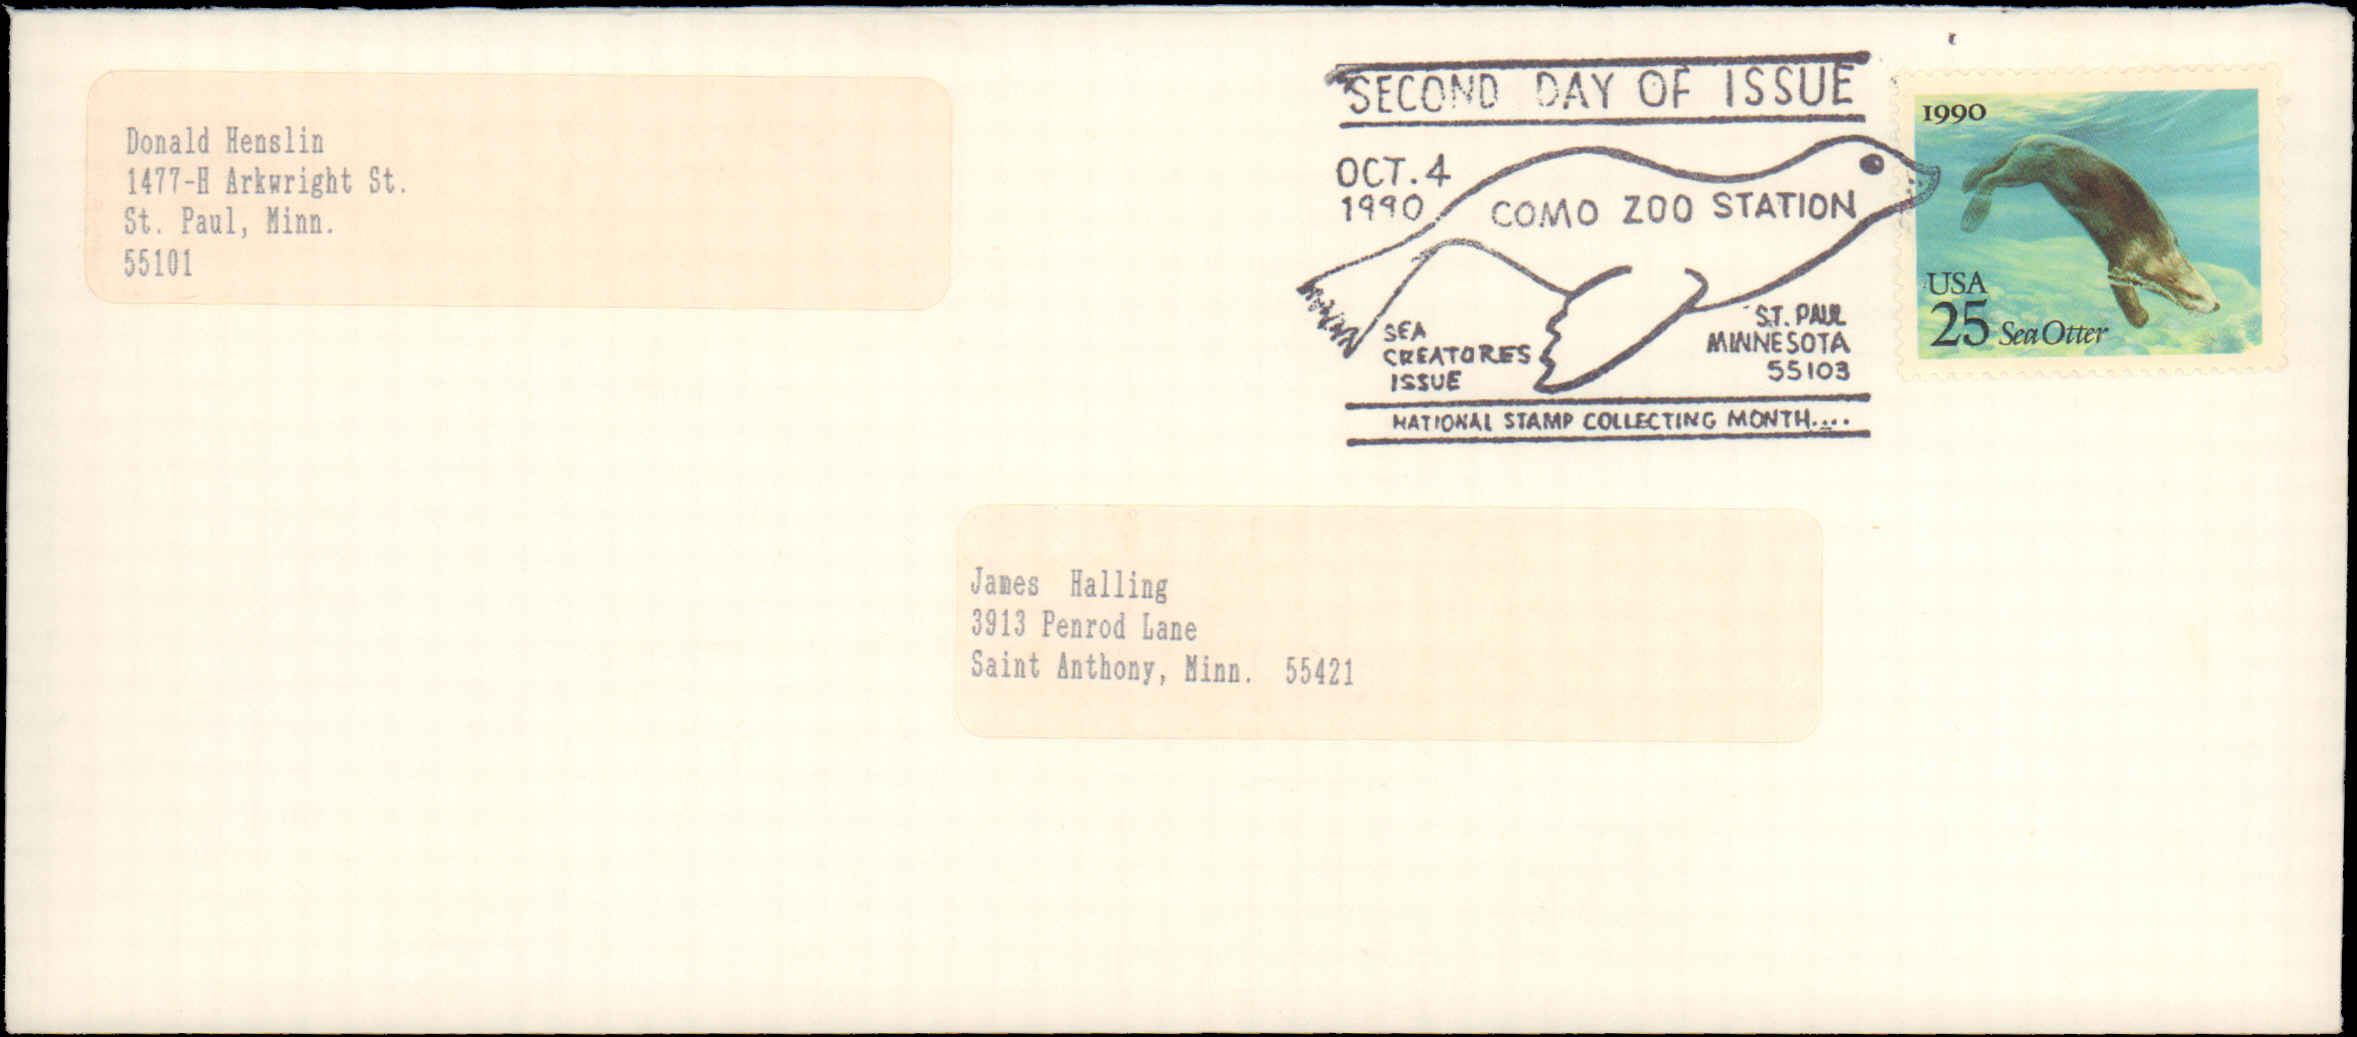 Donald Henslin
1477-H Arkwright St.
St. Paul, Minn.
55101
SECOND DAY OF ISSUE
OCT. 4
1990
COMO ZOO STATION
SEA
CREATURES
ISSUE
ST. PAUL
MINNESOTA
55103
NATIONAL STAMP COLLECTING MONTH....
1990
USA
25 Sea Otter
James Halling
3913 Penrod Lane
Saint Anthony, Minn. 55421